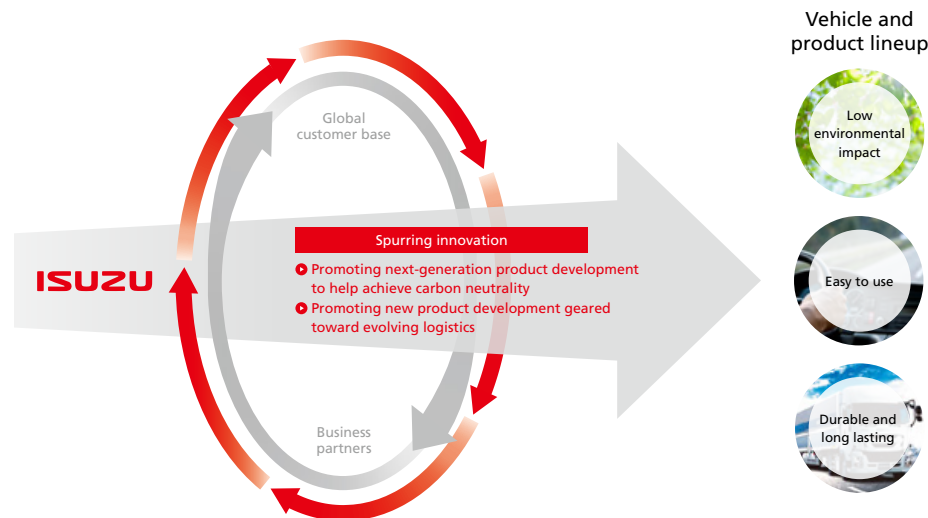 Vehicle and
product lineup
Global
customer base
Low
environmental
impact
Spurring innovation
Promoting next-generation product development
to help achieve carbon neutrality
Promoting new product development geared
toward evolving logistics
ISUZU
Easy to use
Business
partners
Durable and
long lasting